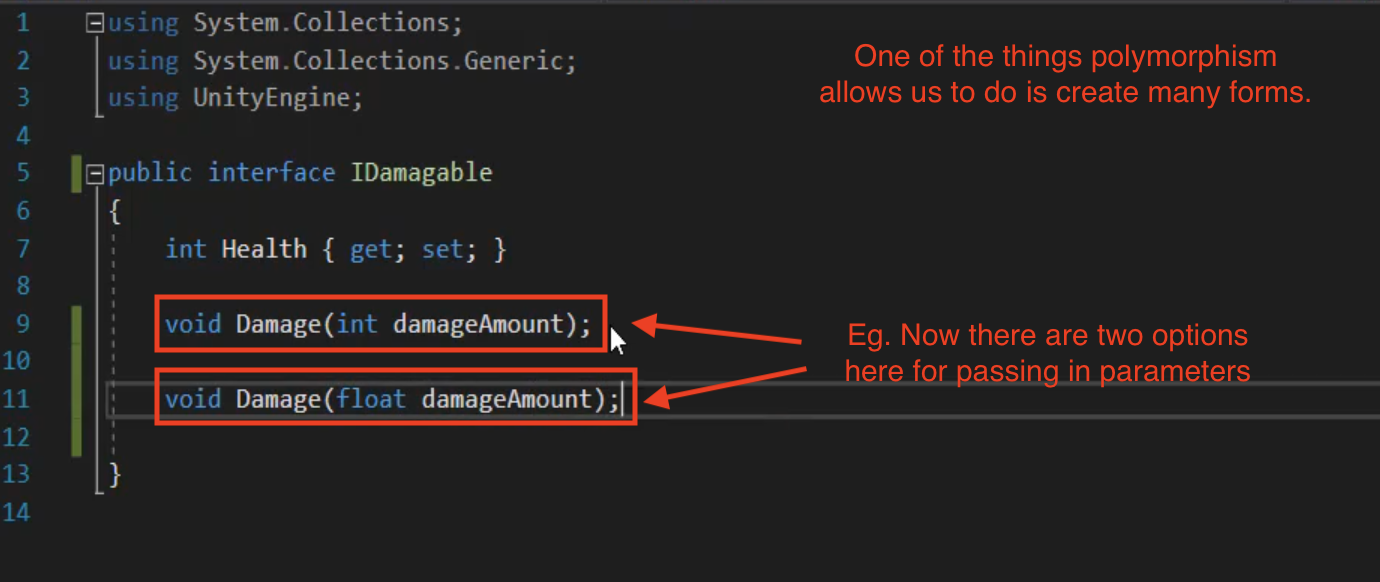 1 using System.Collections;
2 using System.Collections.Generic;
3 using UnityEngine;
4
5 public interface IDamagable
6 {
7 int Health { get; set; }
8
9 void Damage(int damageAmount);
10
11 void Damage(float damageAmount);
12
13 }
14
One of the things polymorphism
allows us to do is create many forms.
Eg. Now there are two options
here for passing in parameters